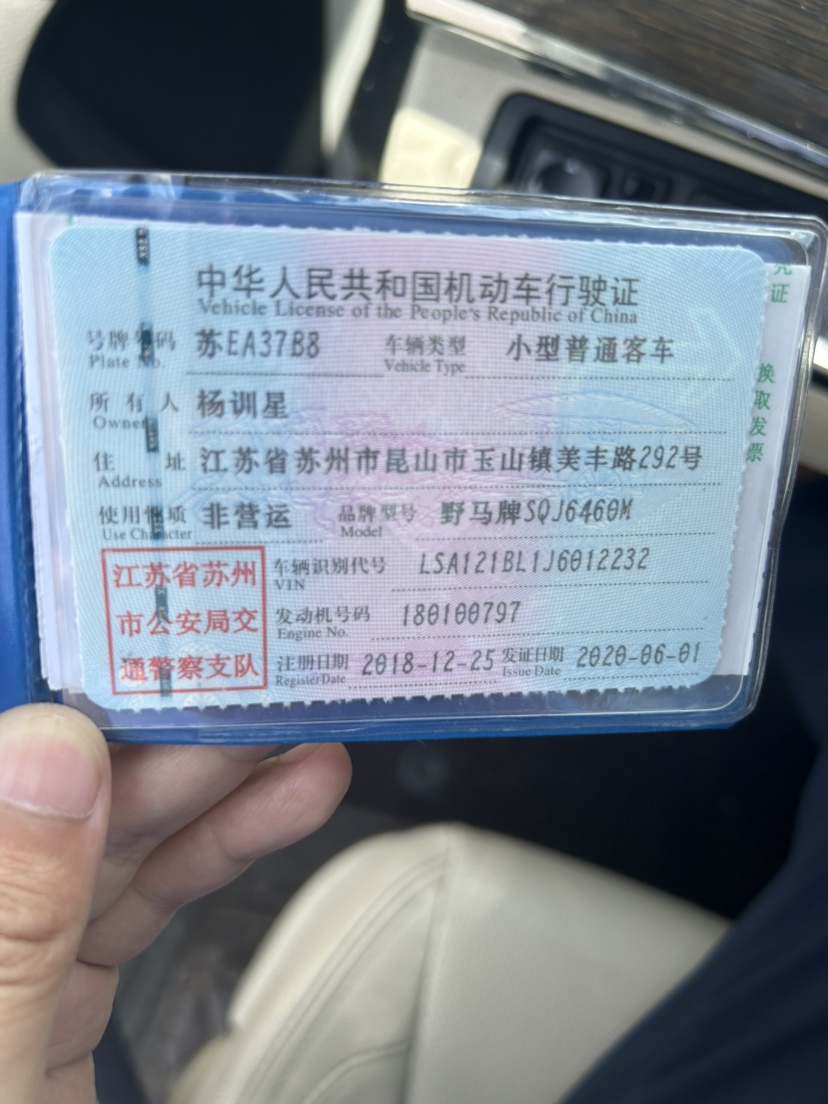 中华人民共和国机动车行驶证
Vehicle License of the People's Republic of China
号牌号码 苏EA37B8 车辆类型 小型普通客车
Plate No. Vehicle Type
所有人 杨训星
Owner
住址 江苏省苏州市昆山市玉山镇美丰路292号
Address
使用性质 非营运 品牌型号 野马牌SQJ6460M
Use Character Model
江苏省苏州
市公安局交
通警察支队
车辆识别代号 LSA121BL1J6012232
VIN
发动机号码 180100797
Engine No.
注册日期 2018-12-25 发证日期 2020-06-01
Register Date Issue Date
证
换
取
发
票